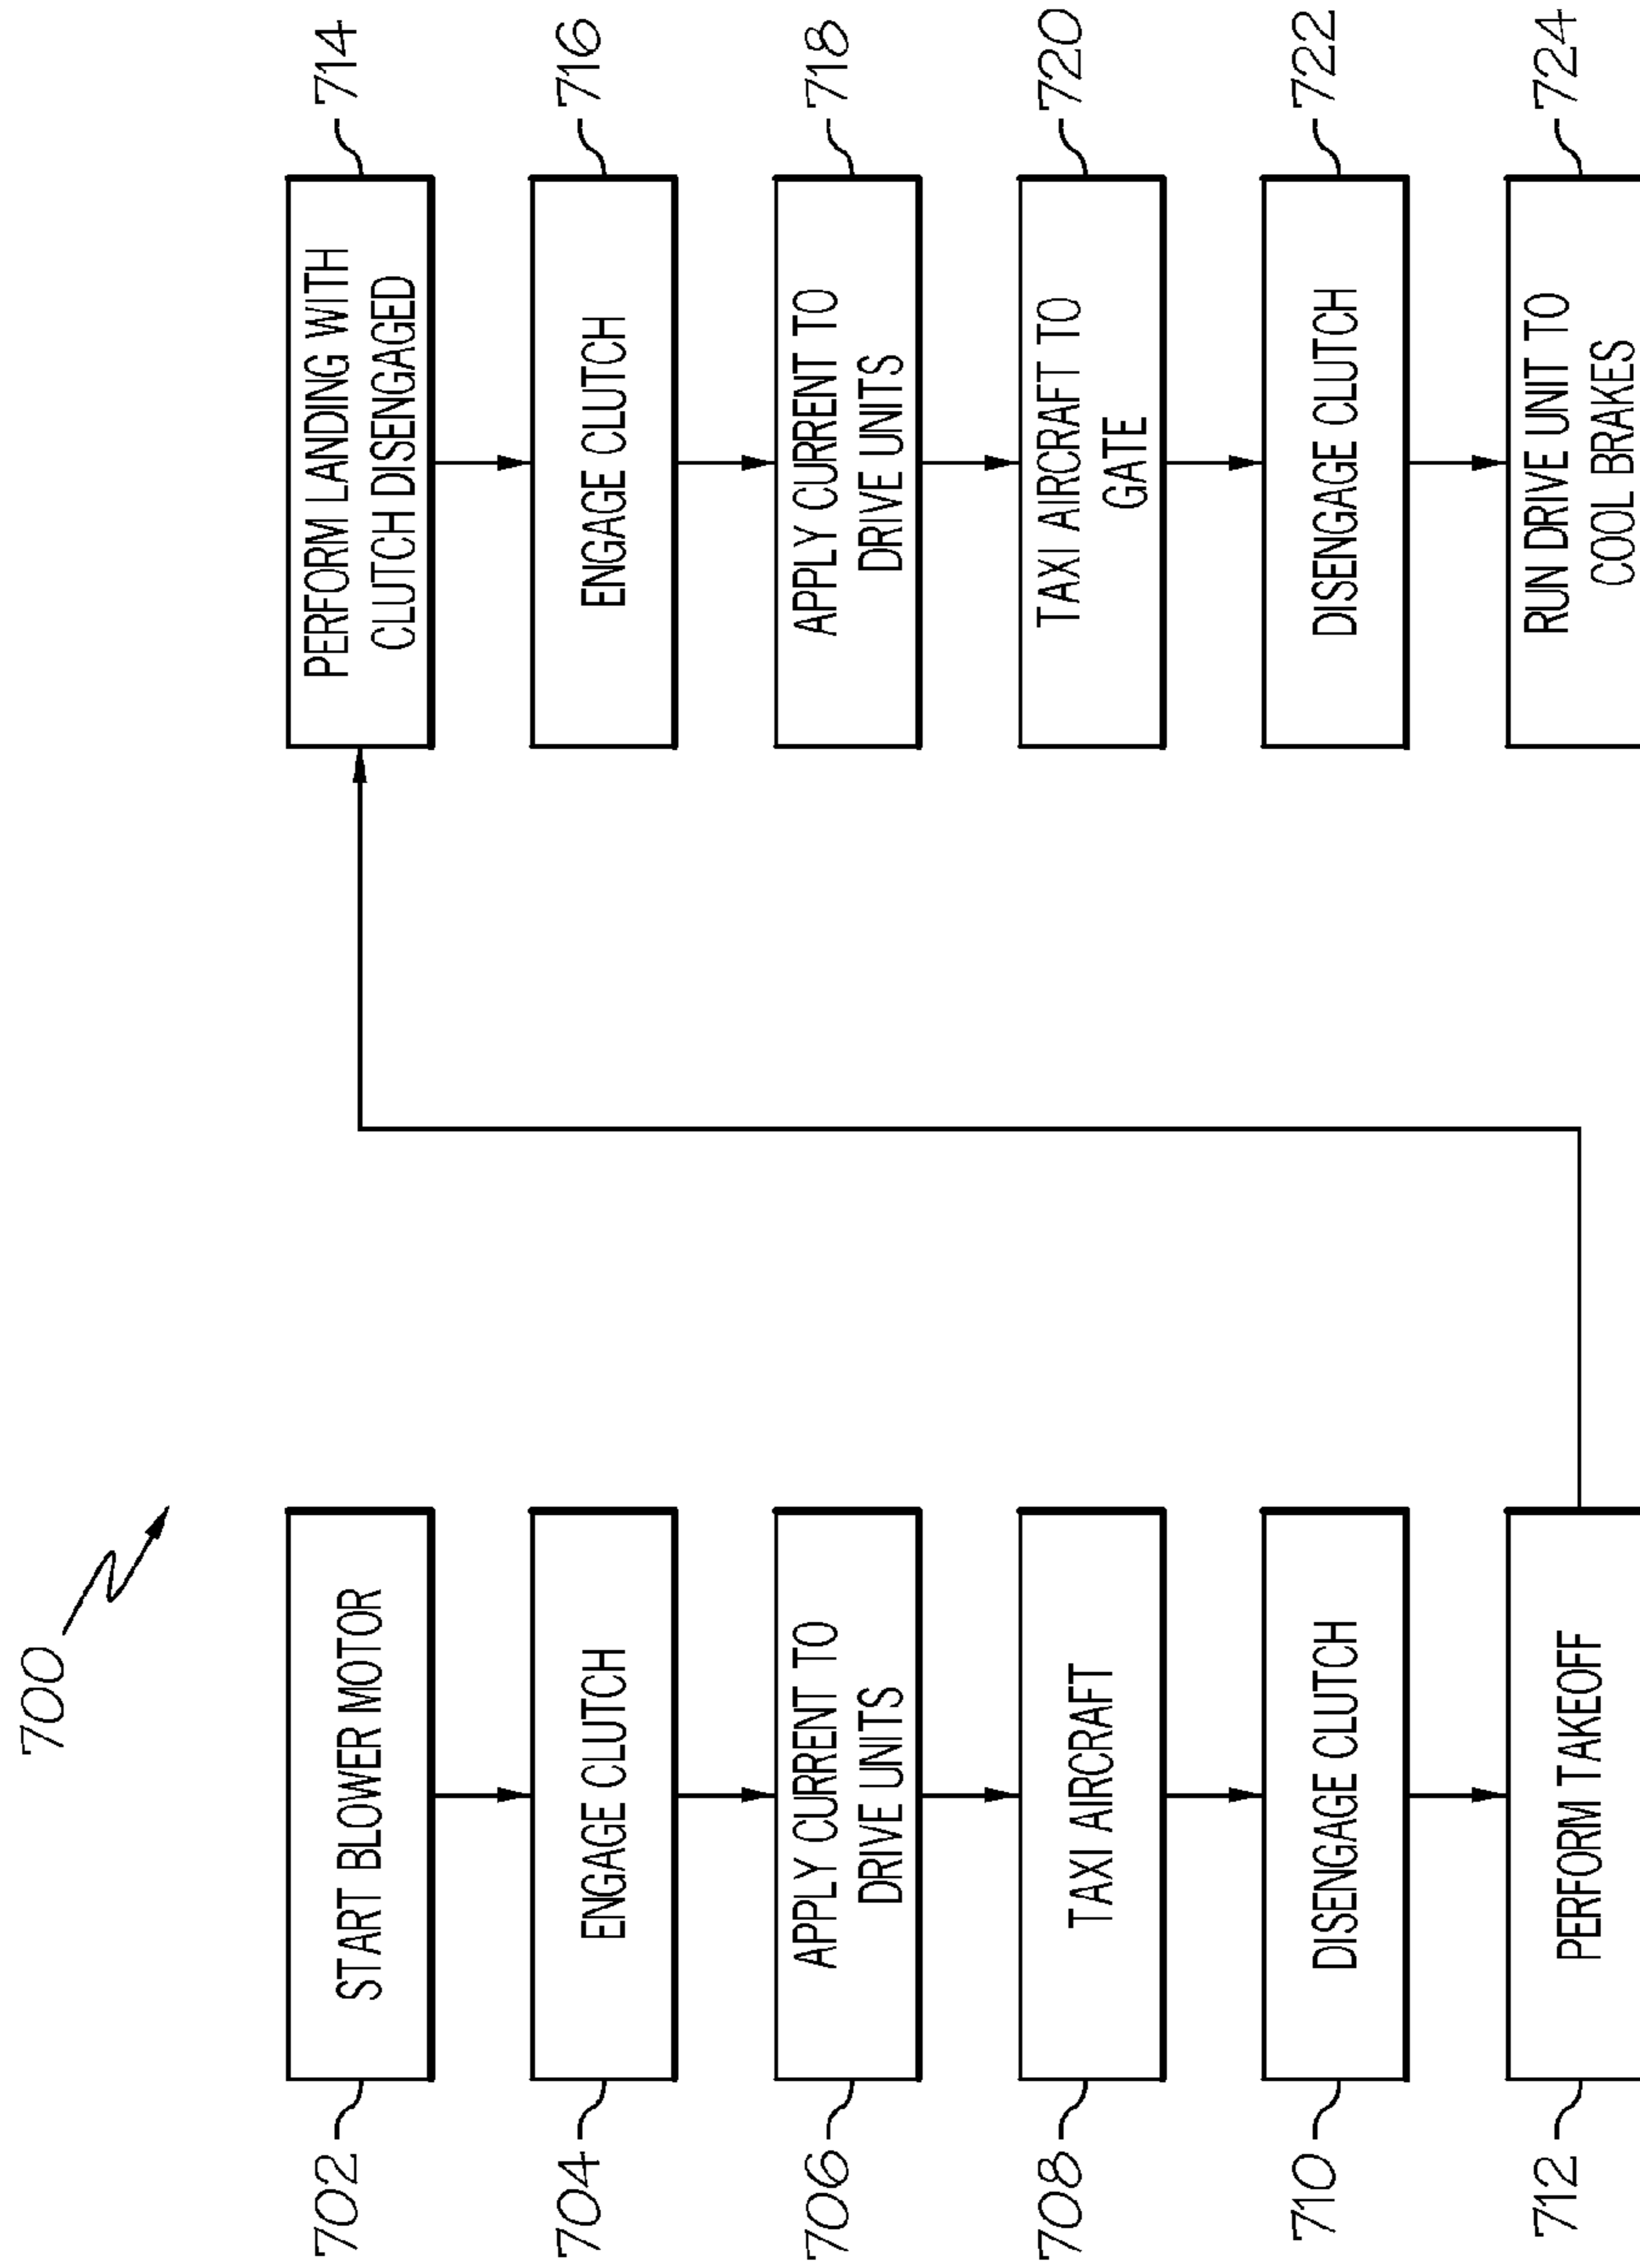 700
702
START BLOWER MOTOR
704
ENGAGE CLUTCH
706
APPLY CURRENT TO
DRIVE UNITS
708
TAXI AIRCRAFT
710
DISENGAGE CLUTCH
712
PERFORM TAKEOFF
714
PERFORM LANDING WITH
CLUTCH DISENGAGED
716
ENGAGE CLUTCH
718
APPLY CURRENT TO
DRIVE UNITS
720
TAXI AIRCRAFT TO
GATE
722
DISENGAGE CLUTCH
724
RUN DRIVE UNIT TO
COOL BRAKES